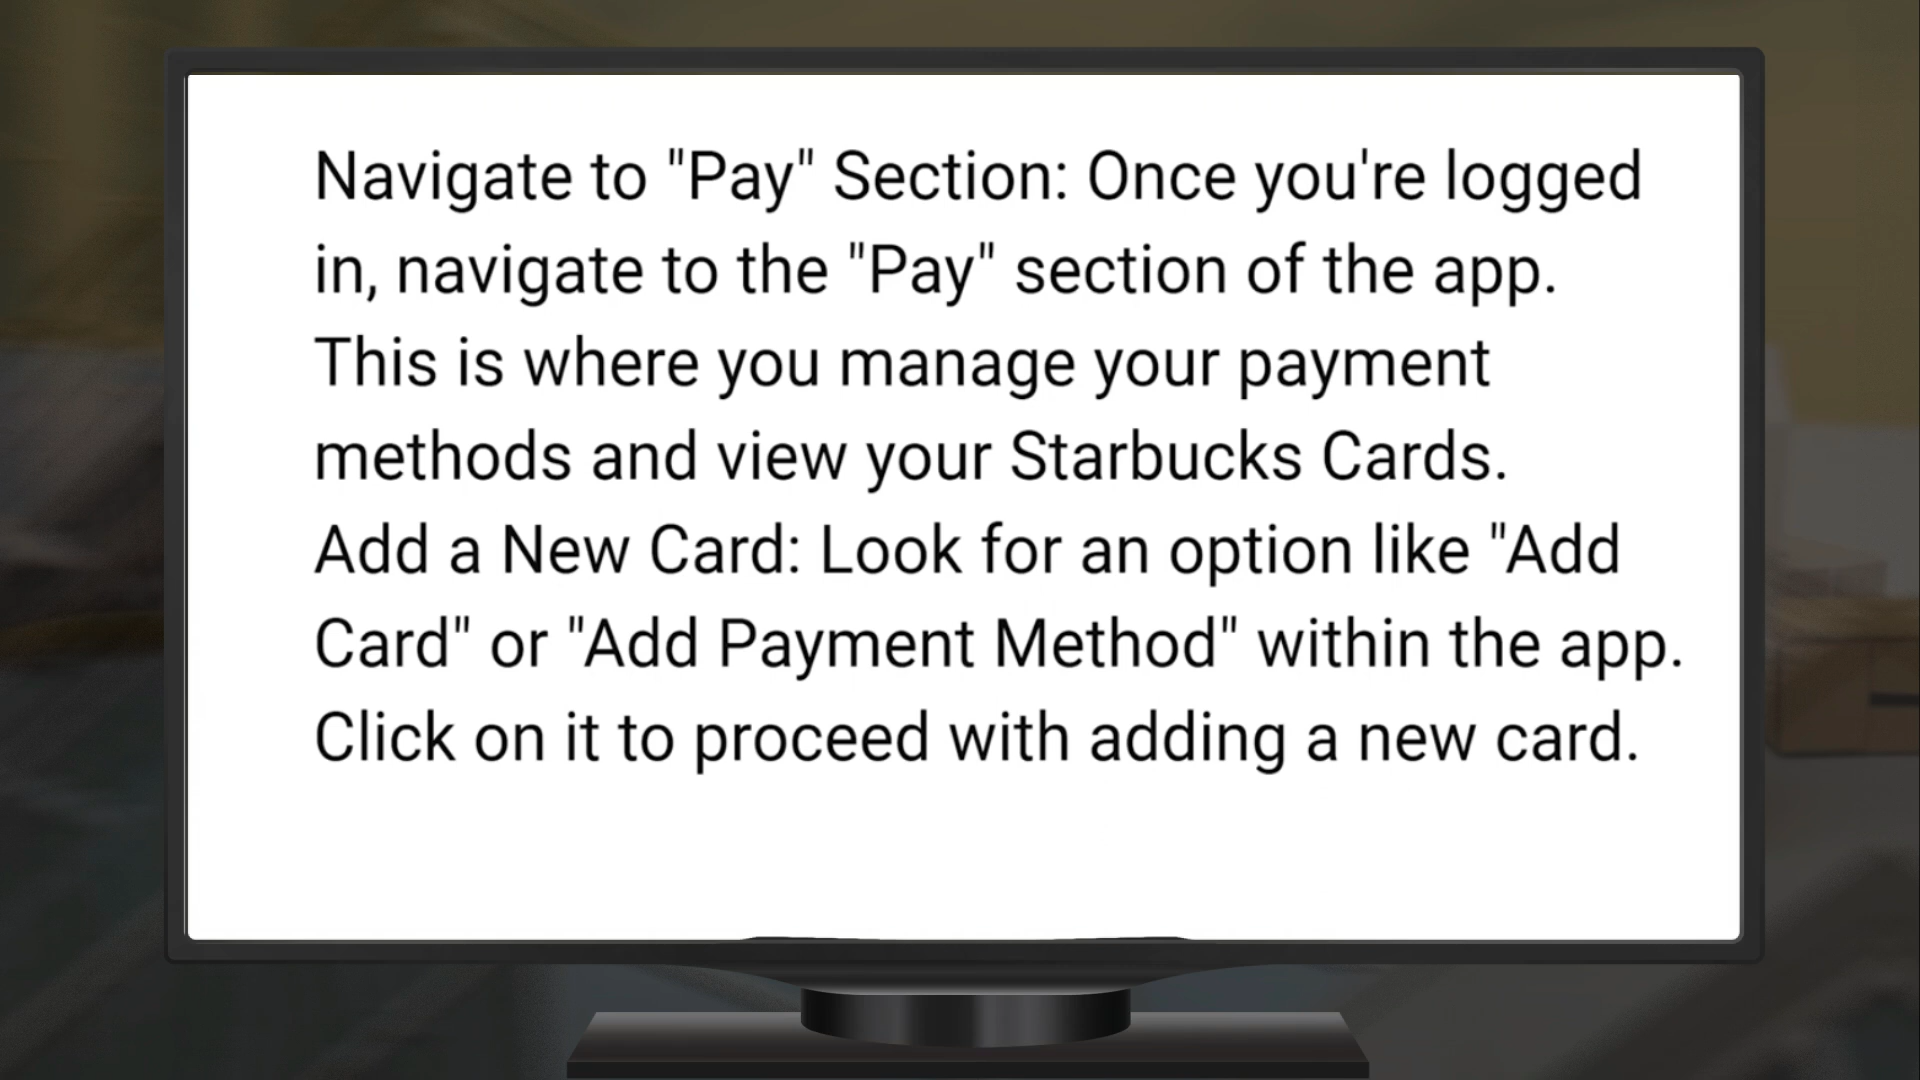 Navigate to "Pay" Section: Once you're logged
in, navigate to the "Pay" section of the app.
This is where you manage your payment
methods and view your Starbucks Cards.
Add a New Card: Look for an option like "Add
Card" or "Add Payment Method" within the app.
Click on it to proceed with adding a new card.